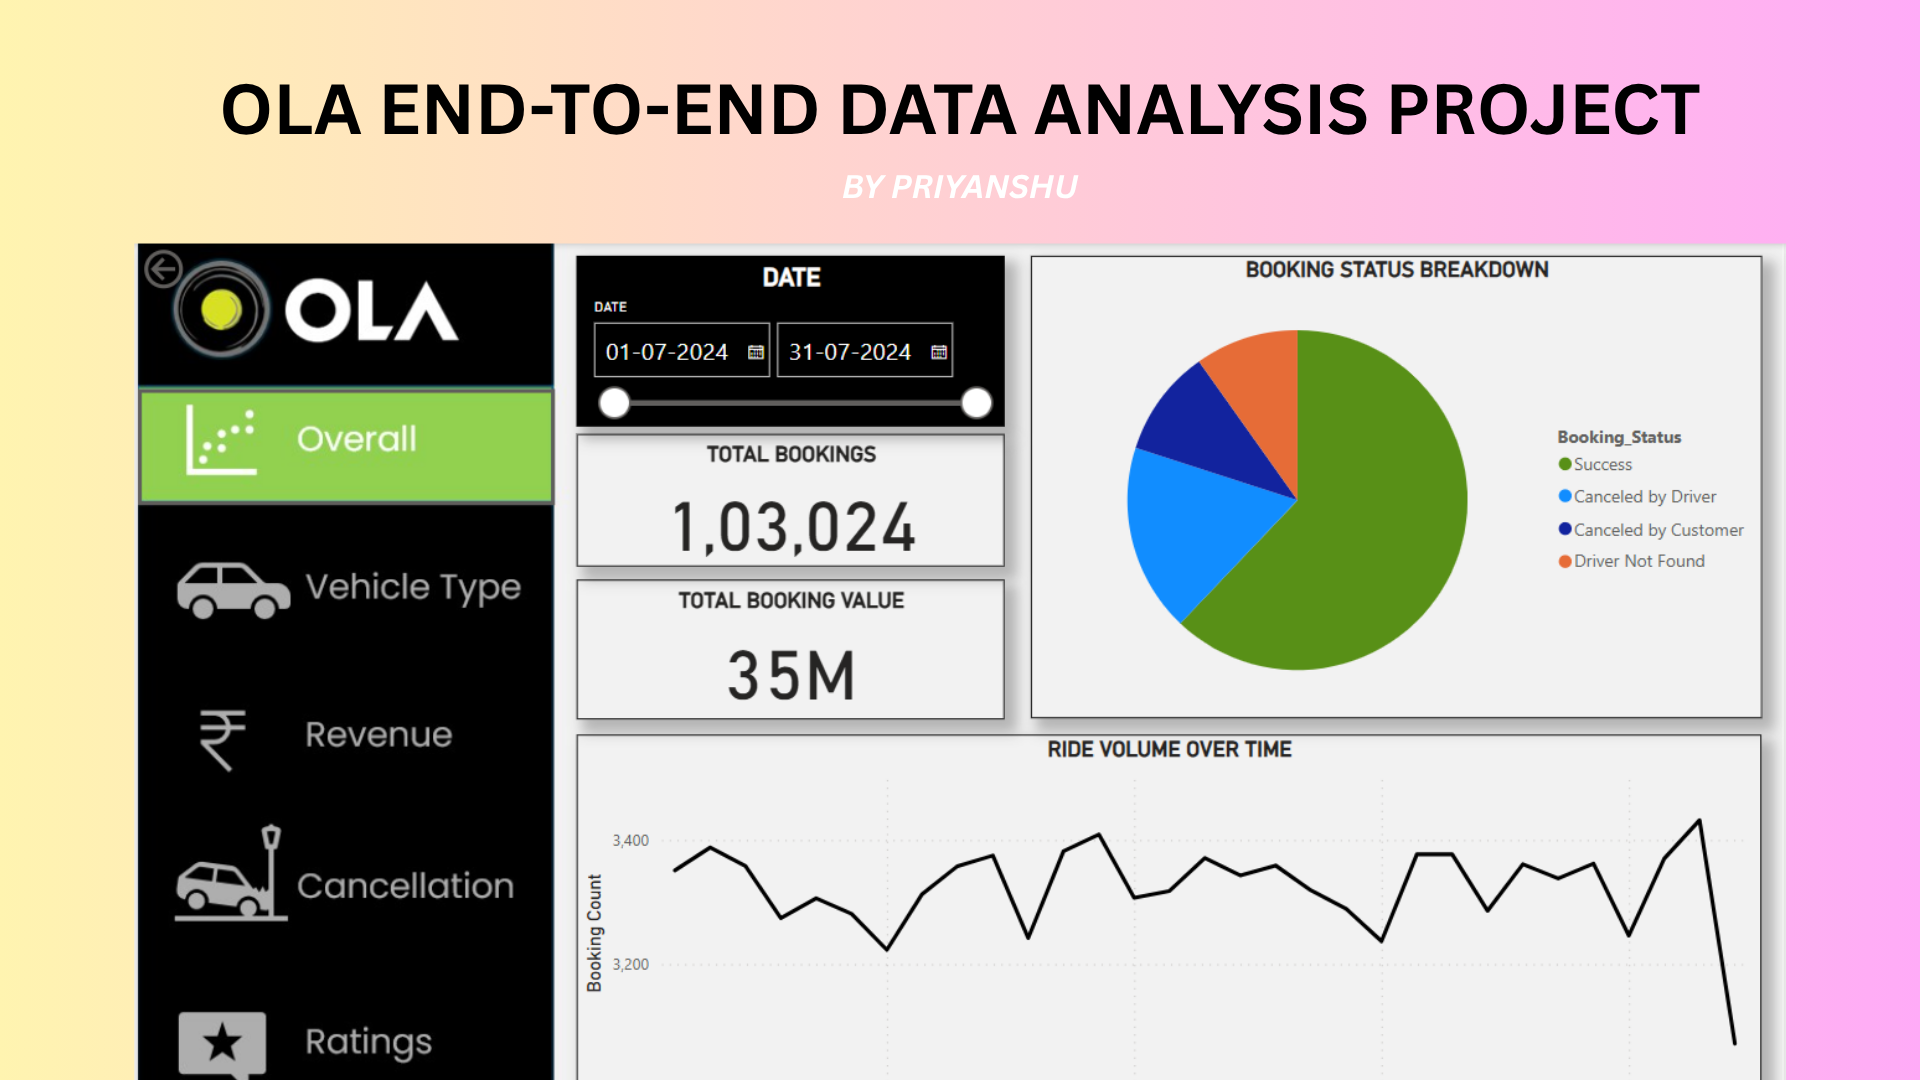 OLA END-TO-END DATA ANALYSIS PROJECT
BY PRIYANSHU
OLA
Overall
Vehicle Type
Revenue
Cancellation
Ratings
DATE
DATE
01-07-2024
31-07-2024
TOTAL BOOKINGS
1,03,024
TOTAL BOOKING VALUE
35M
BOOKING STATUS BREAKDOWN
Booking_Status
Success
Canceled by Driver
Canceled by Customer
Driver Not Found
RIDE VOLUME OVER TIME
Booking Count
3,400
3,200